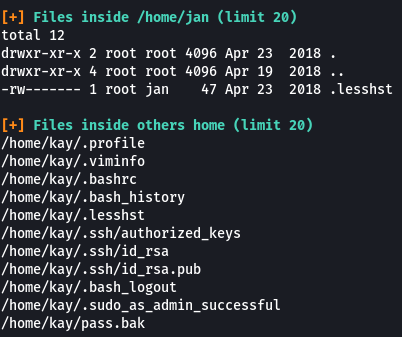 [+] Files inside /home/jan (limit 20)
total 12
drwxr-xr-x 2 root root 4096 Apr 23  2018 .
drwxr-xr-x 4 root root 4096 Apr 19  2018 ..
-rw------- 1 root jan    47 Apr 23  2018 .lesshst
[+] Files inside others home (limit 20)
/home/kay/.profile
/home/kay/.viminfo
/home/kay/.bashrc
/home/kay/.bash_history
/home/kay/.lesshst
/home/kay/.ssh/authorized_keys
/home/kay/.ssh/id_rsa
/home/kay/.ssh/id_rsa.pub
/home/kay/.bash_logout
/home/kay/.sudo_as_admin_successful
/home/kay/pass.bak